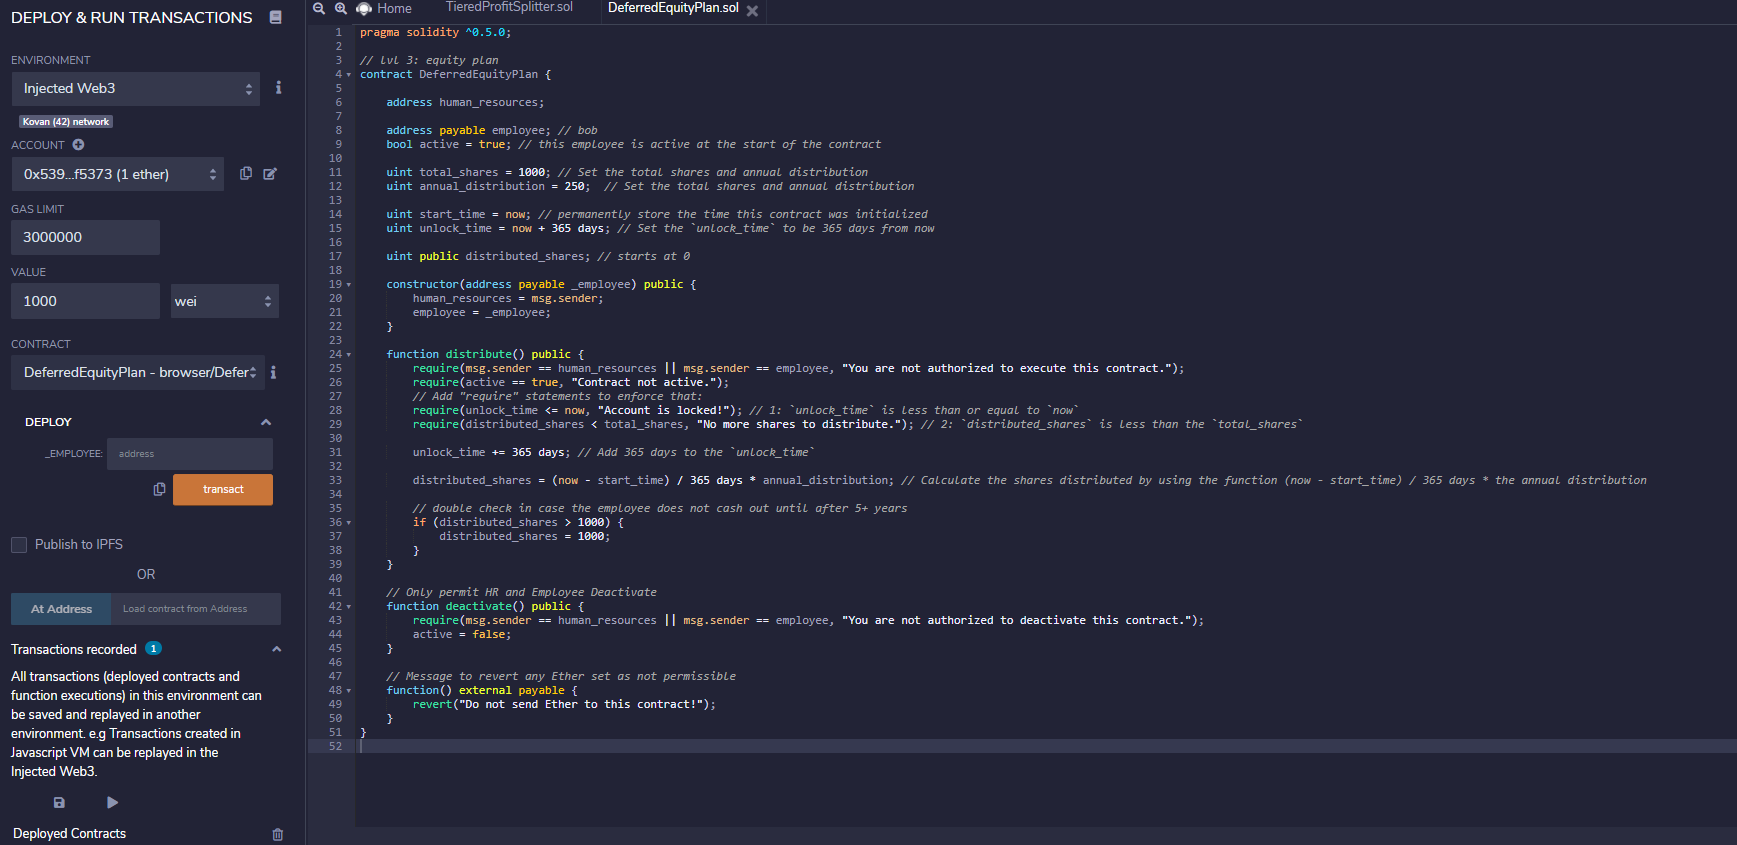 DEPLOY & RUN TRANSACTIONS
ENVIRONMENT
Injected Web3
Kovan (42) network
ACCOUNT
0x539...f5373 (1 ether)
GAS LIMIT
3000000
VALUE
1000
wei
CONTRACT
DeferredEquityPlan - browser/Defer
DEPLOY
_EMPLOYEE:
address
transact
Publish to IPFS
OR
At Address
Load contract from Address
Transactions recorded 1
All transactions (deployed contracts and
function executions) in this environment can
be saved and replayed in another
environment. e.g Transactions created in
Javascript VM can be replayed in the
Injected Web3.
Deployed Contracts
Home
TieredProfitSplitter.sol
DeferredEquityPlan.sol
1 pragma solidity ^0.5.0;
2
3 // lvl 3: equity plan
4 contract DeferredEquityPlan {
5
6 address human_resources;
7
8 address payable employee; // bob
9 bool active = true; // this employee is active at the start of the contract
10
11 uint total_shares = 1000; // Set the total shares and annual distribution
12 uint annual_distribution = 250;  // Set the total shares and annual distribution
13
14 uint start_time = now; // permanently store the time this contract was initialized
15 uint unlock_time = now + 365 days; // Set the `unlock_time` to be 365 days from now
16
17 uint public distributed_shares; // starts at 0
18
19 constructor(address payable _employee) public {
20 human_resources = msg.sender;
21 employee = _employee;
22 }
23
24 function distribute() public {
25 require(msg.sender == human_resources || msg.sender == employee, "You are not authorized to execute this contract.");
26 require(active == true, "Contract not active.");
27 // Add "require" statements to enforce that:
28 require(unlock_time <= now, "Account is locked!"); // 1: `unlock_time` is less than or equal to `now`
29 require(distributed_shares < total_shares, "No more shares to distribute."); // 2: `distributed_shares` is less than the `total_shares`
30
31 unlock_time += 365 days; // Add 365 days to the `unlock_time`
32
33 distributed_shares = (now - start_time) / 365 days * annual_distribution; // Calculate the shares distributed by using the function (now - start_time) / 365 days * the annual distribution
34
35 // double check in case the employee does not cash out until after 5+ years
36 if (distributed_shares > 1000) {
37 distributed_shares = 1000;
38 }
39 }
40
41 // Only permit HR and Employee Deactivate
42 function deactivate() public {
43 require(msg.sender == human_resources || msg.sender == employee, "You are not authorized to deactivate this contract.");
44 active = false;
45 }
46
47 // Message to revert any Ether set as not permissible
48 function() external payable {
49 revert("Do not send Ether to this contract!");
50 }
51 }
52